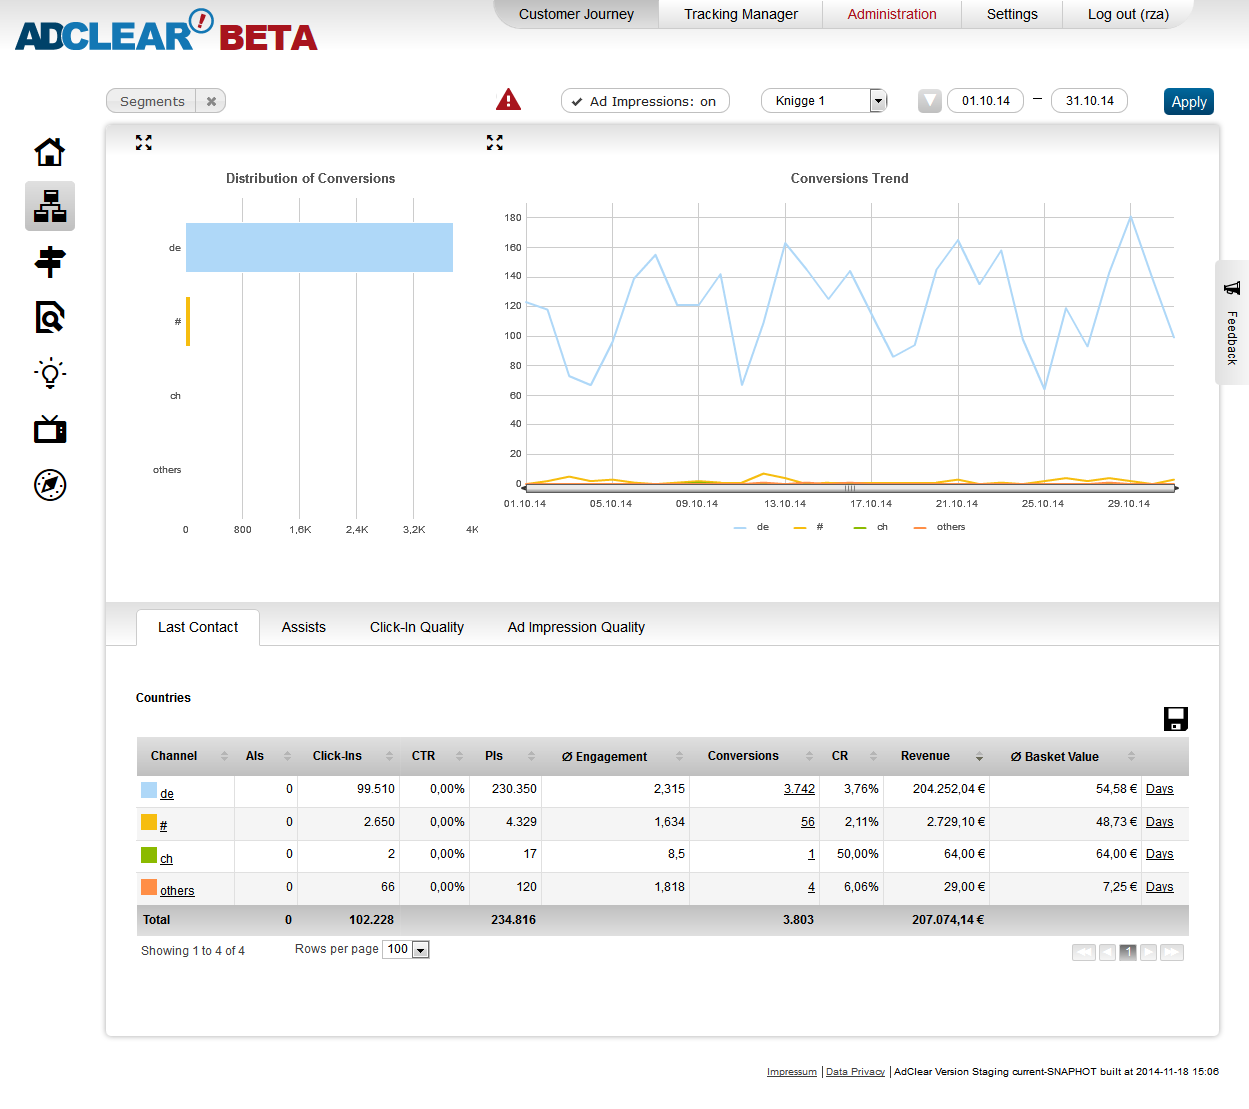 ADCLEAR! BETA
Customer Journey Tracking Manager Administration Settings Log out (rza)
Segments ✖ ✔ Ad Impressions: on Knigge 1 01.10.14 – 31.10.14 Apply
Distribution of Conversions
de
#
ch
others
0 800 1,6K 2,4K 3,2K 4K
Conversions Trend
180
160
140
120
100
80
60
40
20
0
01.10.14 05.10.14 09.10.14 13.10.14 17.10.14 21.10.14 25.10.14 29.10.14
de # ch others
Feedback
Last Contact Assists Click-In Quality Ad Impression Quality
Countries
Channel AIs Click-Ins CTR PIs Ø Engagement Conversions CR Revenue Ø Basket Value
de 0 99.510 0,00% 230.350 2,315 3.742 3,76% 204.252,04 € 54,58 € Days
# 0 2.650 0,00% 4.329 1,634 56 2,11% 2.729,10 € 48,73 € Days
ch 0 2 0,00% 17 8,5 1 50,00% 64,00 € 64,00 € Days
others 0 66 0,00% 120 1,818 4 6,06% 29,00 € 7,25 € Days
Total 0 102.228 234.816 3.803 207.074,14 €
Showing 1 to 4 of 4 Rows per page 100 1
Impressum | Data Privacy | AdClear Version Staging current-SNAPHOT built at 2014-11-18 15:06